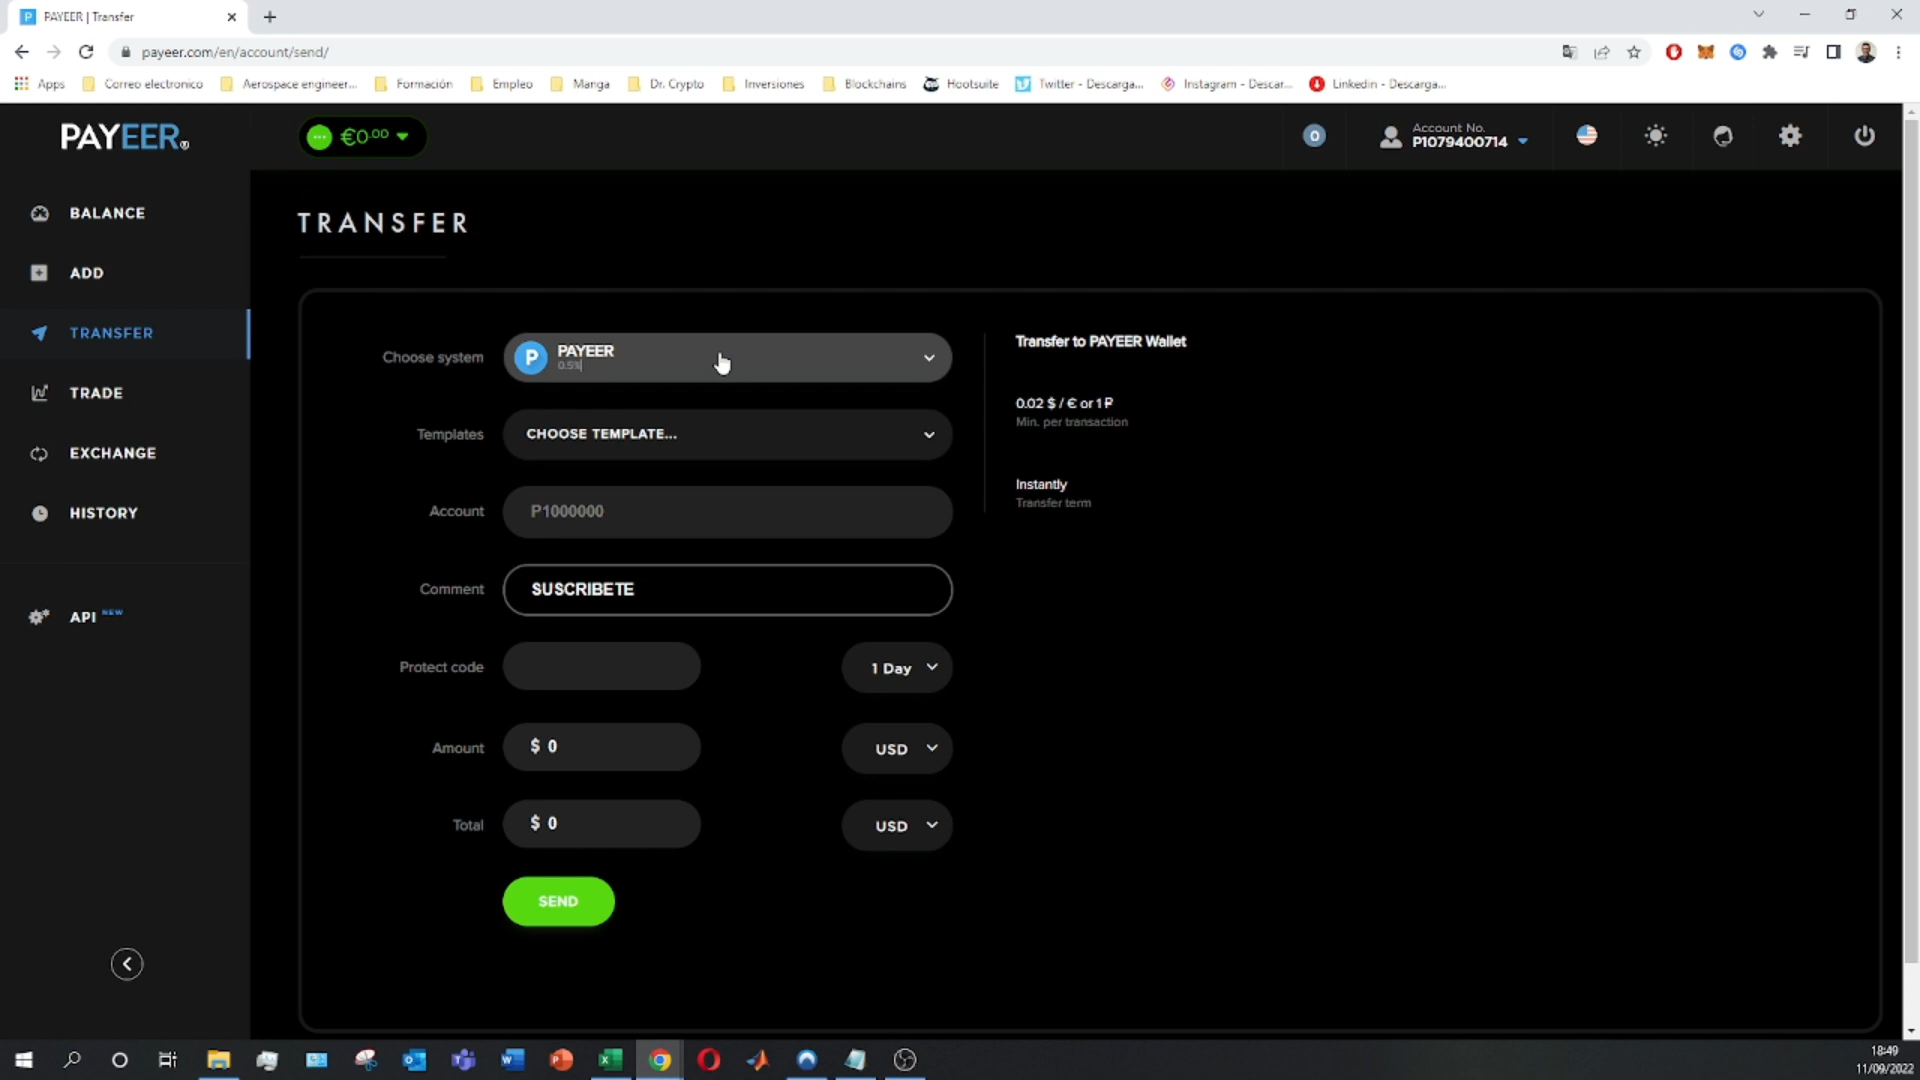 PAYEER | Transfer
payeer.com/en/account/send/
Apps
Correo electronico
Aerospace engineer...
Formación
Empleo
Manga
Dr. Crypto
Inversiones
Blockchains
Hootsuite
Twitter - Descarga...
Instagram - Descar...
Linkedin - Descarga...
PAYEER®
€0.00
0
Account No.
P1079400714
BALANCE
ADD
TRANSFER
TRADE
EXCHANGE
HISTORY
API NEW
TRANSFER
Choose system
PAYEER
0.5%
Templates
CHOOSE TEMPLATE...
Account
P1000000
Comment
SUSCRIBETE
Protect code
1 Day
Amount
$ 0
USD
Total
$ 0
USD
SEND
Transfer to PAYEER Wallet
0.02 $ / € or 1 ₽
Min. per transaction
Instantly
Transfer term
18:49
11/09/2022